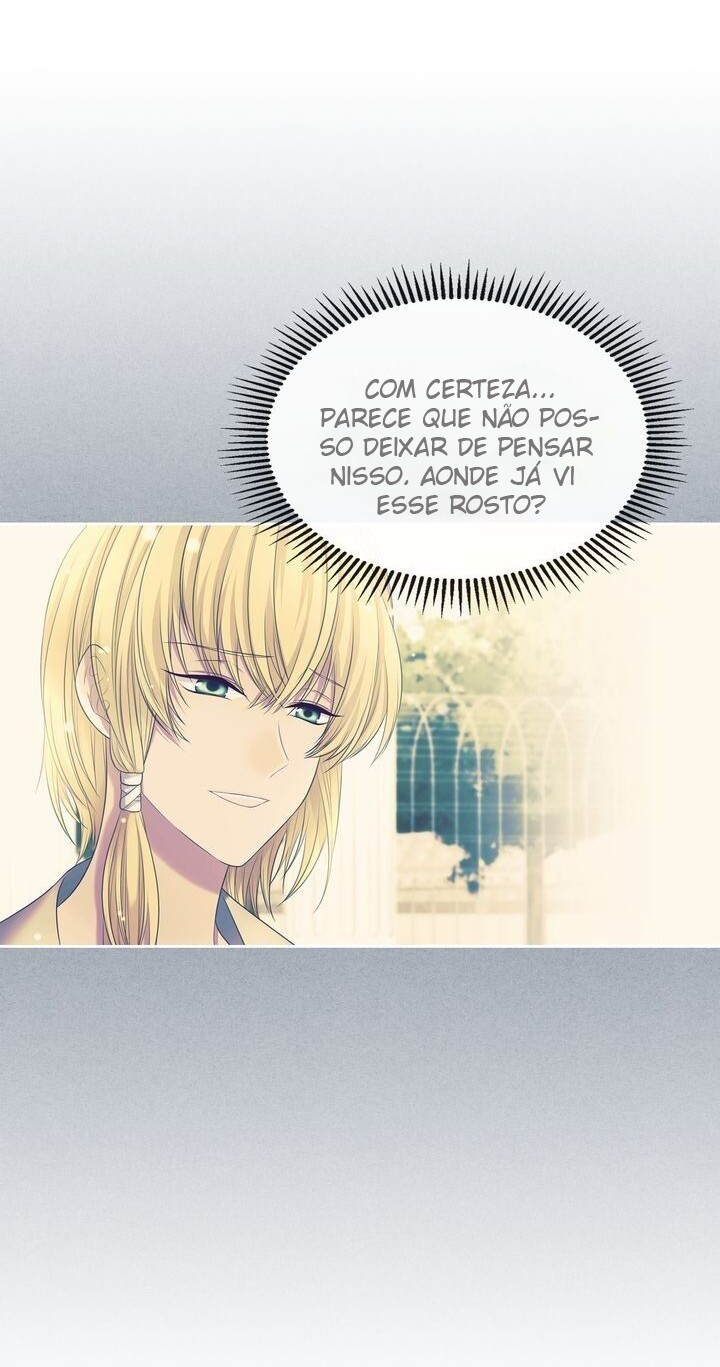 COM CERTEZA...
PARECE QUE NÃO POS-
SO DEIXAR DE PENSAR
NISSO. AONDE JÁ VI
ESSE ROSTO?